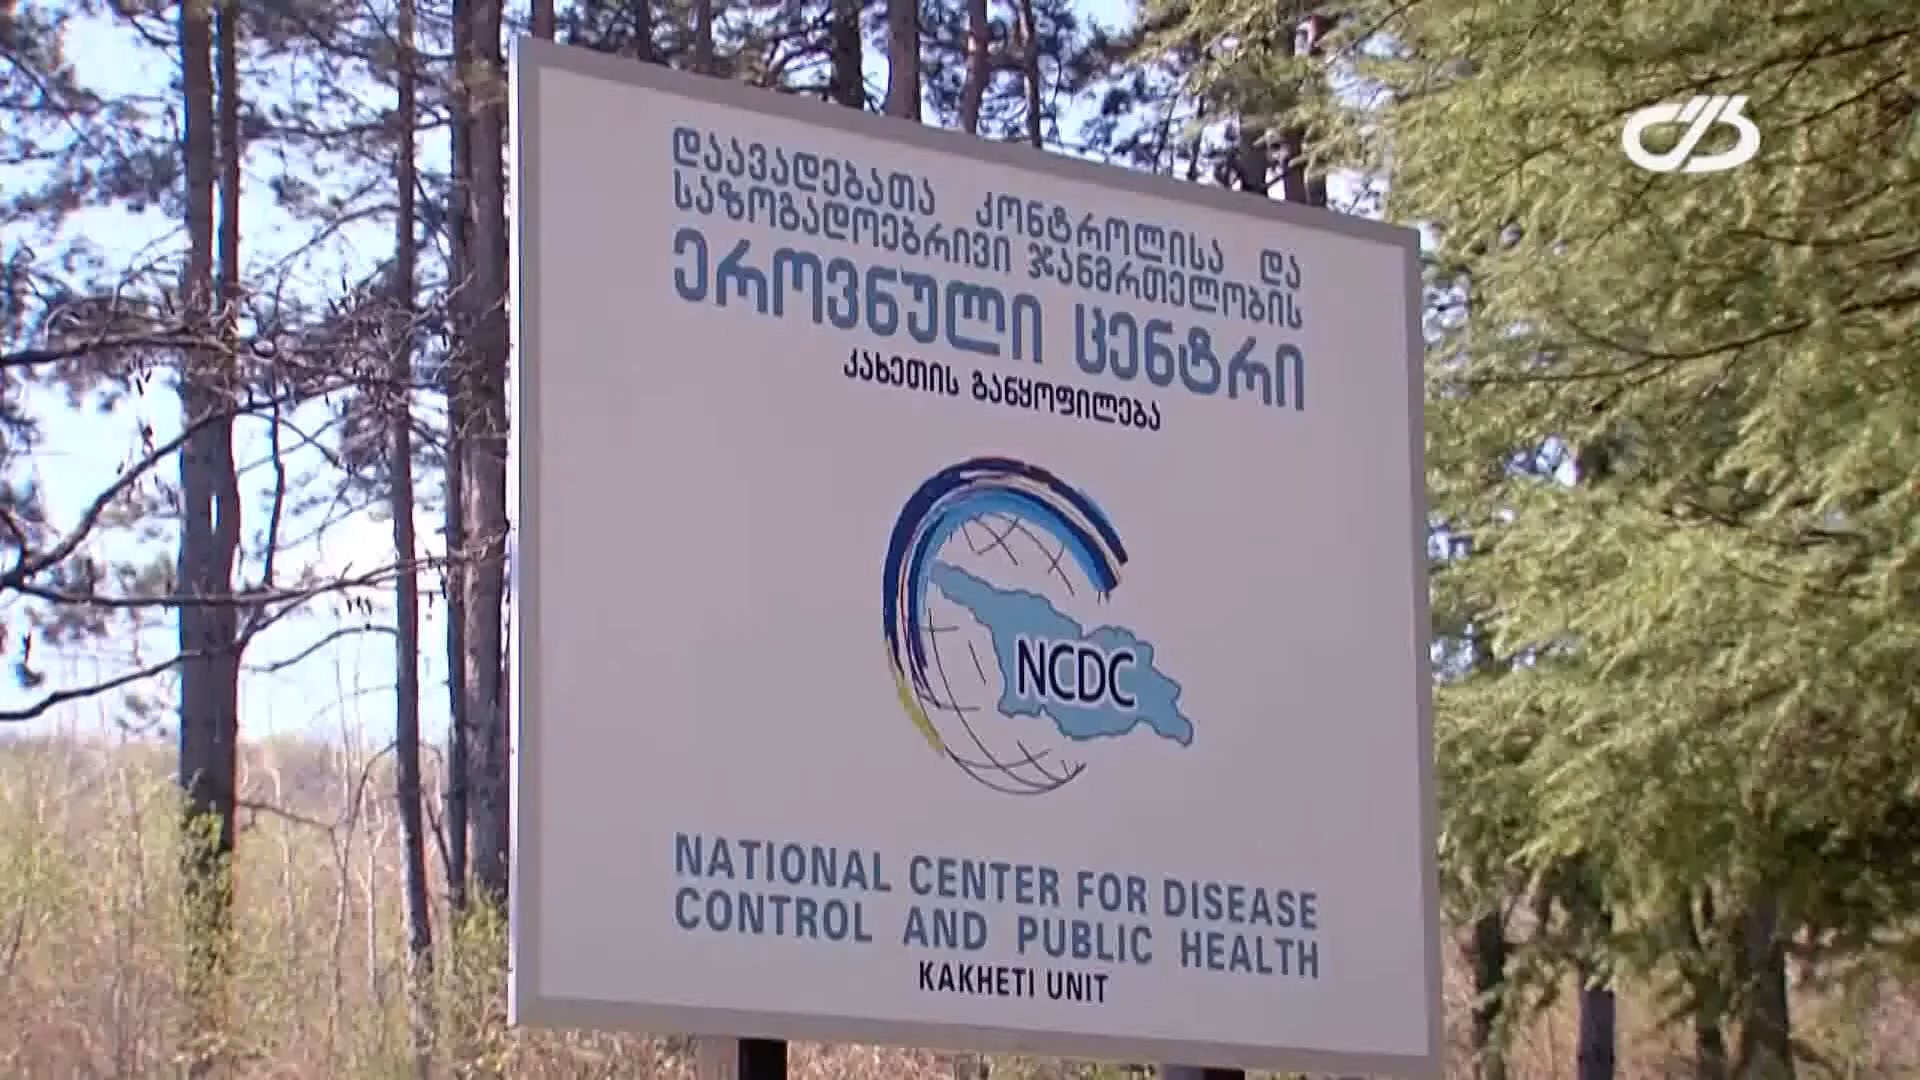 დაავადებათა კონტროლისა და
საზოგადოებრივი ჯანმრთელობის
ეროვნული ცენტრი
კახეთის განყოფილება
NCDC
NATIONAL CENTER FOR DISEASE
CONTROL AND PUBLIC HEALTH
KAKHETI UNIT